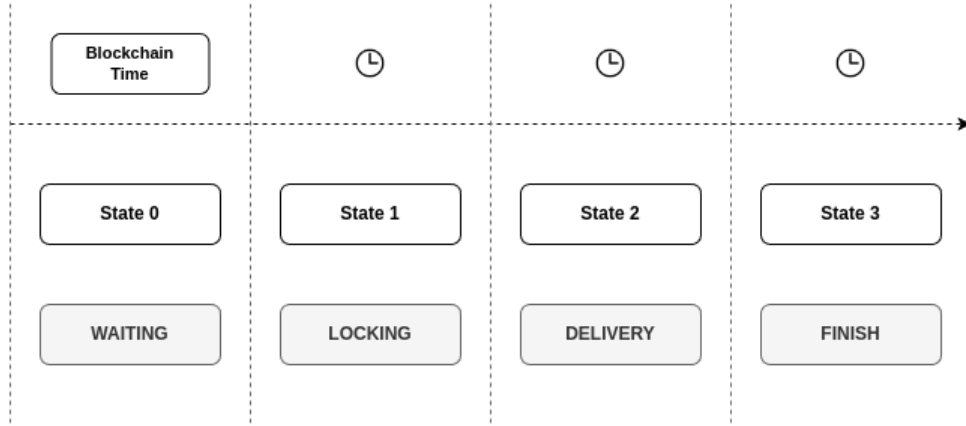 Blockchain
Time
State 0
State 1
State 2
State 3
WAITING
LOCKING
DELIVERY
FINISH